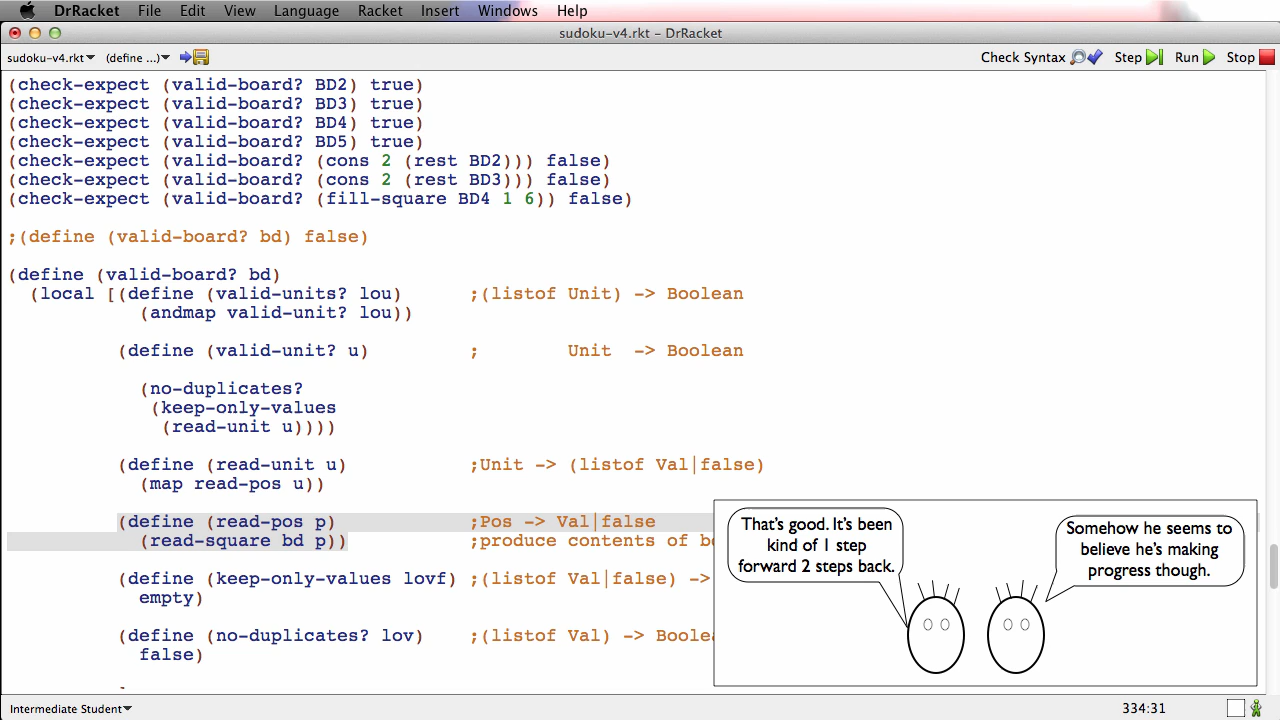 DrRacket File Edit View Language Racket Insert Windows Help
sudoku-v4.rkt – DrRacket
sudoku-v4.rkt (define ...) Check Syntax Step Run Stop
(check-expect (valid-board? BD2) true)
(check-expect (valid-board? BD3) true)
(check-expect (valid-board? BD4) true)
(check-expect (valid-board? BD5) true)
(check-expect (valid-board? (cons 2 (rest BD2))) false)
(check-expect (valid-board? (cons 2 (rest BD3))) false)
(check-expect (valid-board? (fill-square BD4 1 6)) false)
;(define (valid-board? bd) false)
(define (valid-board? bd)
(local [(define (valid-units? lou) ;(listof Unit) -> Boolean
(andmap valid-unit? lou))
(define (valid-unit? u) ; Unit -> Boolean
(no-duplicates?
(keep-only-values
(read-unit u))))
(define (read-unit u) ;Unit -> (listof Val|false)
(map read-pos u))
(define (read-pos p) ;Pos -> Val|false
(read-square bd p)) ;produce contents of
(define (keep-only-values lovf) ;(listof Val|false) ->
empty)
(define (no-duplicates? lov) ;(listof Val) -> Boolea
false)
That's good. It's been
kind of 1 step
forward 2 steps back.
Somehow he seems to
believe he's making
progress though.
Intermediate Student 334:31